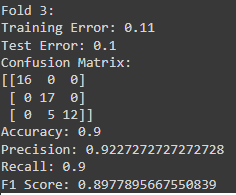 Fold 3:
Training Error: 0.11
Test Error: 0.1
Confusion Matrix:
[[16  0  0]
 [ 0 17  0]
 [ 0  5 12]]
Accuracy: 0.9
Precision: 0.9227272727272728
Recall: 0.9
F1 Score: 0.8977895667550839